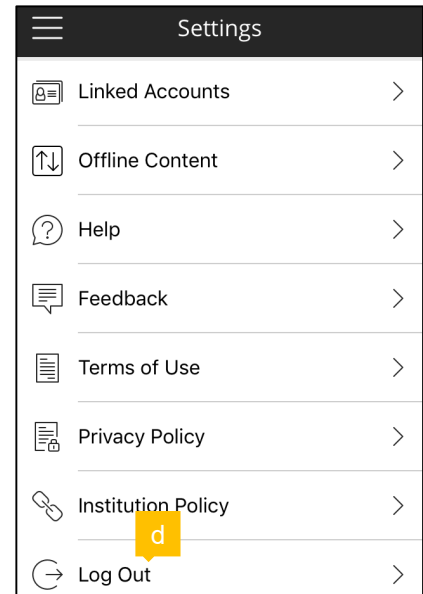 Settings
Linked Accounts
Offline Content
Help
Feedback
Terms of Use
Privacy Policy
Institution Policy
d
Log Out